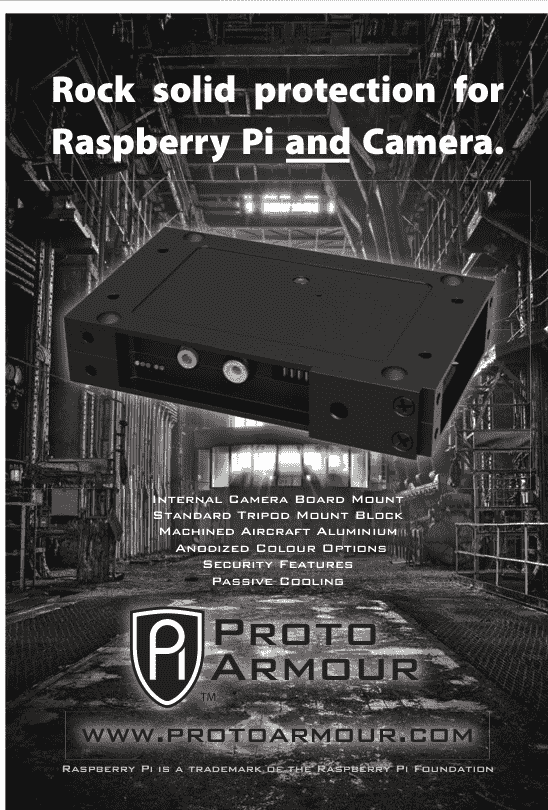 Rock solid protection for
Raspberry Pi and Camera.
Internal Camera Board Mount
Standard Tripod Mount Block
Machined Aircraft Aluminium
Anodized Colour Options
Security Features
Passive Cooling
Pi
Proto
Armour
TM
www.protoarmour.com
Raspberry Pi is a trademark of the Raspberry Pi Foundation